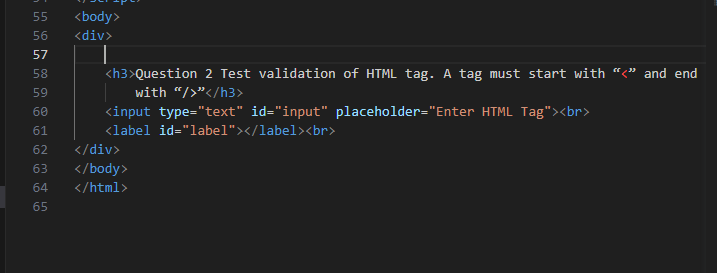 54 </script>
55 <body>
56 <div>
57
58 <h3>Question 2 Test validation of HTML tag. A tag must start with “<” and end
59 with “/>”</h3>
60 <input type="text" id="input" placeholder="Enter HTML Tag"><br>
61 <label id="label"></label><br>
62 </div>
63 </body>
64 </html>
65